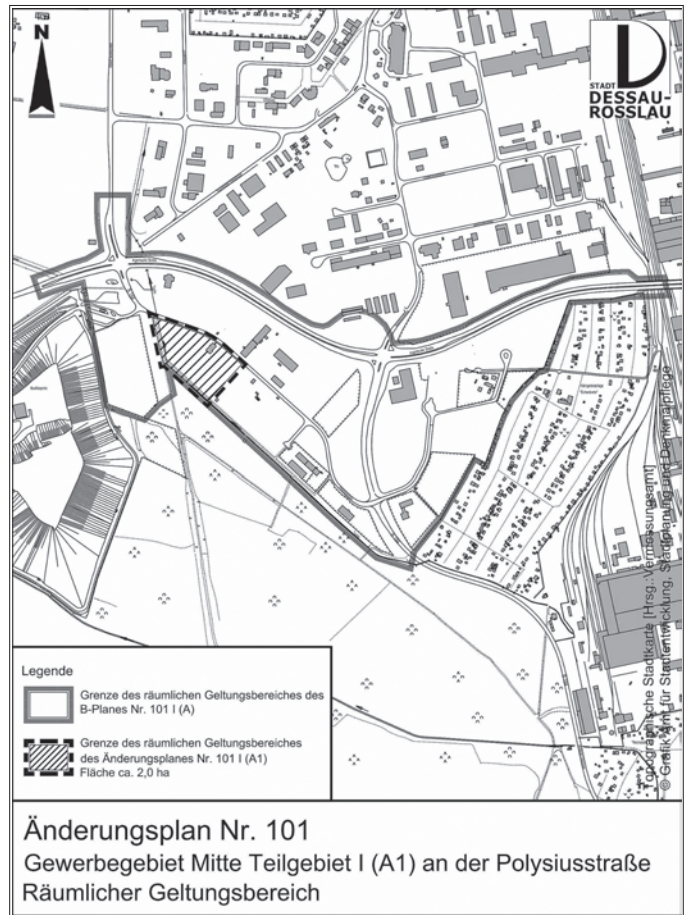 N
STADT
DESSAU-
ROSSLAU
Legende
Grenze des räumlichen Geltungsbereiches des
B-Planes Nr. 101 I (A)
Grenze des räumlichen Geltungsbereiches
des Änderungsplanes Nr. 101 I (A1)
Fläche ca. 2,0 ha
Topographische Stadtkarte [Hrsg.:Vermessungsamt]
© Grafik Amt für Stadtentwicklung, Stadtplanung und Denkmalpflege
Änderungsplan Nr. 101
Gewerbegebiet Mitte Teilgebiet I (A1) an der Polysiusstraße
Räumlicher Geltungsbereich